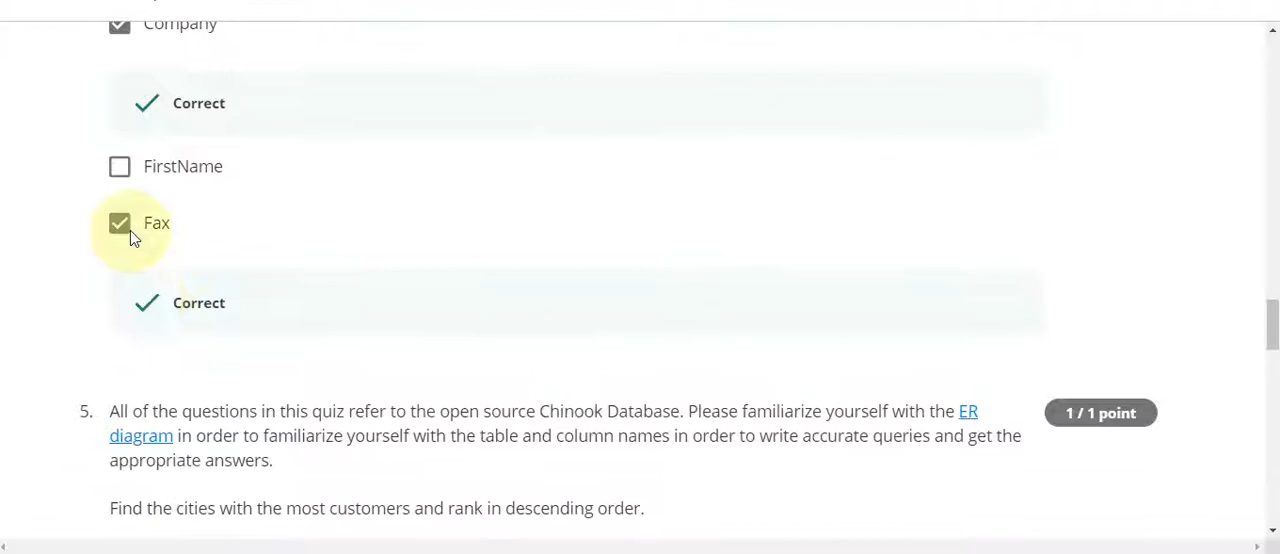 Company
Correct
FirstName
Fax
Correct
5. All of the questions in this quiz refer to the open source Chinook Database. Please familiarize yourself with the ER
1 / 1 point
diagram in order to familiarize yourself with the table and column names in order to write accurate queries and get the
appropriate answers.
Find the cities with the most customers and rank in descending order.